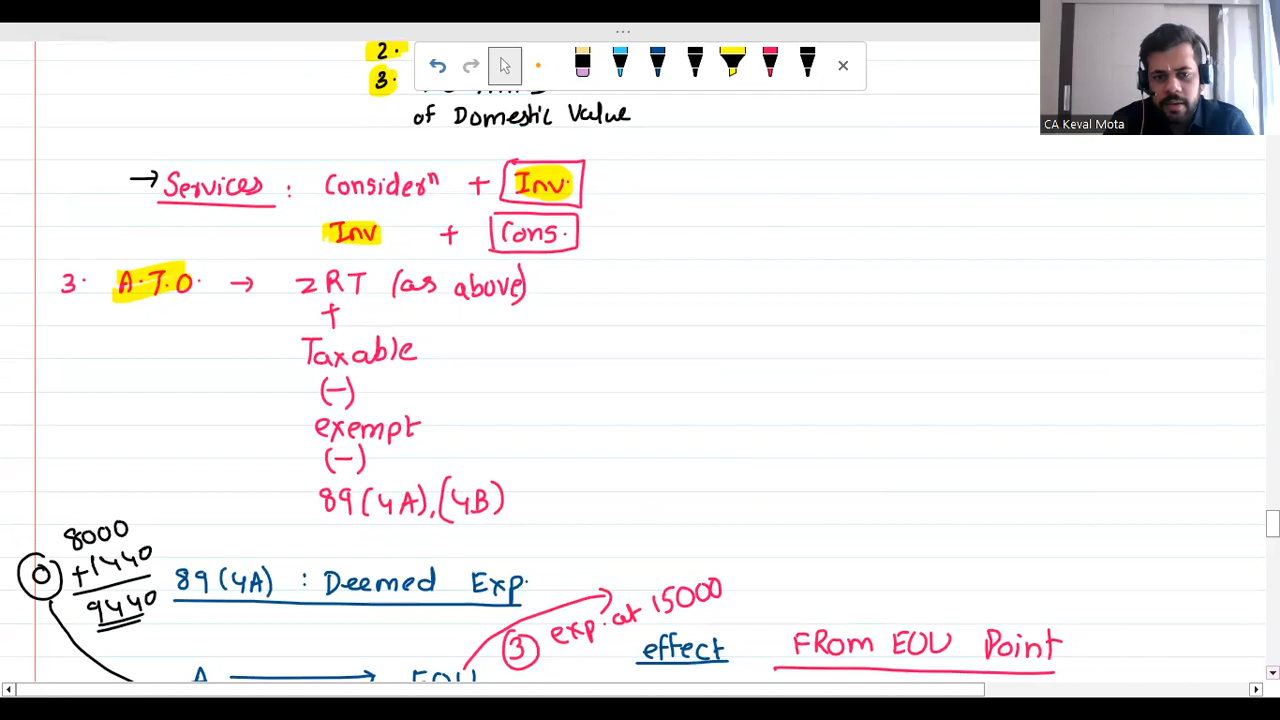 2.
3.
of Domestic Value
CA Keval Mota
→ Services : Considerⁿ + Inv.
Inv + Cons.
3. A.T.O. → ZRT (as above)
+
Taxable
(-)
exempt
(-)
89(4A), (4B)
8000
+1440
9440
0
89(4A) : Deemed Exp.
3 exp. at 15000
effect FROM EOU Point
A → EOU